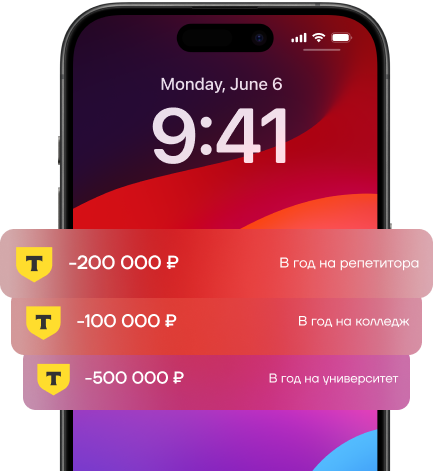 Monday, June 6
9:41
T -200 000 ₽ В год на репетитора
T -100 000 ₽ В год на колледж
T -500 000 ₽ В год на университет